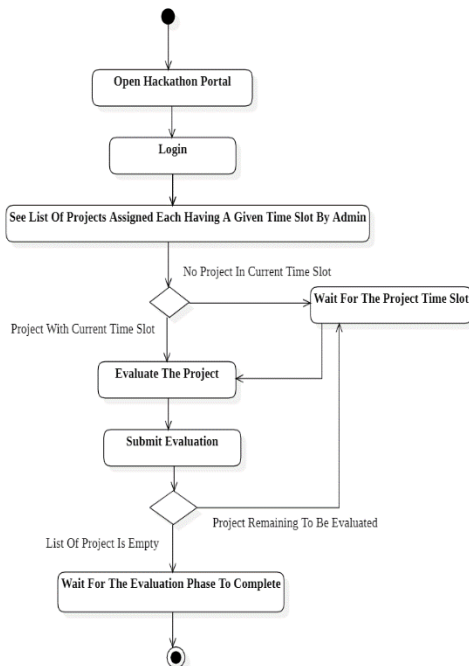 Open Hackathon Portal
Login
See List Of Projects Assigned Each Having A Given Time Slot By Admin
No Project In Current Time Slot
Wait For The Project Time Slot
Project With Current Time Slot
Evaluate The Project
Submit Evaluation
Project Remaining To Be Evaluated
List Of Project Is Empty
Wait For The Evaluation Phase To Complete